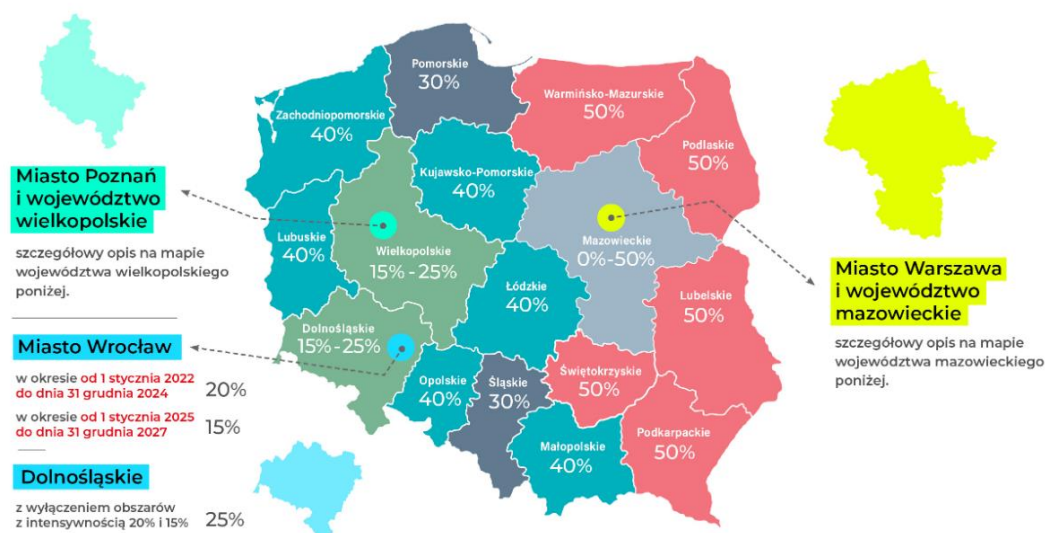 Miasto Poznań
i województwo
wielkopolskie
szczegółowy opis na mapie
województwa wielkopolskiego
poniżej.
Miasto Wrocław
w okresie od 1 stycznia 2022
do dnia 31 grudnia 2024
20%
w okresie od 1 stycznia 2025
do dnia 31 grudnia 2027
15%
Dolnośląskie
z wyłączeniem obszarów
z intensywnością 20% i 15%
25%
Pomorskie
30%
Warmińsko-Mazurskie
50%
Zachodniopomorskie
40%
Podlaskie
50%
Kujawsko-Pomorskie
40%
Lubuskie
40%
Wielkopolskie
15% - 25%
Mazowieckie
0%-50%
Łódzkie
40%
Lubelskie
50%
Dolnośląskie
15% - 25%
Opolskie
40%
Śląskie
30%
Świętokrzyskie
50%
Małopolskie
40%
Podkarpackie
50%
Miasto Warszawa
i województwo
mazowieckie
szczegółowy opis na mapie
województwa mazowieckiego
poniżej.